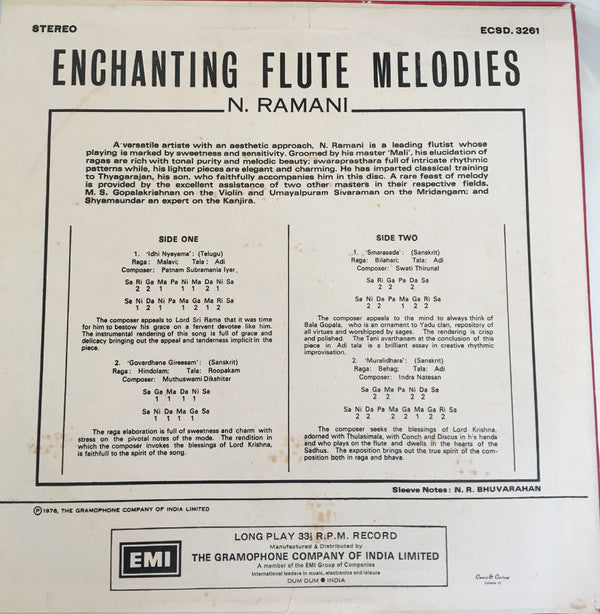 STEREO
ECSD. 3261
ENCHANTING FLUTE MELODIES
N. RAMANI
A versatile artiste with an aesthetic approach, N. Ramani is a leading flutist whose
playing is marked by sweetness and sensitivity. Groomed by his master 'Mali', his elucidation of
ragas are rich with tonal purity and melodic beauty; swaraprasthara full of intricate rhythmic
patterns while, his lighter pieces are elegant and charming. He has imparted classical training
to Thyagarajan, his son, who faithfully accompanies him in this disc. A rare feast of melody
is provided by the excellent assistance of two other masters in their respective fields,
M. S. Gopalakrishnan on the Violin and Umayalpuram Sivaraman on the Mridangam; and
Shyamsundar an expert on the Kanjira.
SIDE ONE
1. 'Idhi Nyayama': (Telugu)
Raga: Malavi; Tala: Adi
Composer: Patnam Subramania Iyer.
Sa Ri Ga Ma Pa Ni Ma Da Ni Sa
2 2 1 1 1 2 1
Sa Ni Da Ni Pa Ma Ga Ma Ri Sa
1 2 1 1 2 1 2
The composer appeals to Lord Sri Rama that it was time
for him to bestow his grace on a fervent devotee like him.
The instrumental rendering of this song is full of grace and
delicacy bringing out the appeal and tenderness implicit in the
piece.
2. 'Govardhana Gireesam': (Sanskrit)
Raga: Hindolam; Tala: Roopakam
Composer: Muthuswami Dikshitar
Sa Ga Ma Da Ni Sa
1 1 1 1
Sa Ni Da Ma Ga Sa
1 1 1 1
The raga elaboration is full of sweetness and charm with
stress on the pivotal notes of the mode. The rendition in
which the composer invokes the blessings of Lord Krishna,
is faithfull to the spirit of the song.
SIDE TWO
1. 'Smarasada': (Sanskrit)
Raga: Bilahari; Tala: Adi
Composer: Swati Thirunal
Sa Ri Ga Pa Da Sa
2 2 2
Sa Ni Da Pa Ma Ga Ri Sa
2 2 1 2 2
The composer appeals to the mind to always think of
Bala Gopala, who is an ornament to Yadu clan, repository of
all virtues and worshipped by sages. The rendering is crisp
and polished. The Tani avarthanam at the conclusion of this
piece in Adi tala is a brilliant essay in creative rhythmic
improvisation.
2. 'Muralidhara': (Sanskrit)
Raga: Behag; Tala: Adi
Composer: Indra Natesan
Sa Ga Ma Pa Ni Da Sa
2 2 2 2
Sa Ni Da Pa Ma Ga Ma Ga Ri Sa
2 2 2 2 1 2 2 2
The composer seeks the blessings of Lord Krishna,
adorned with Thulasimala, with Conch and Discus in h's hands
and who plays on the flute and dwells in the hearts of the
Sadhus. The exposition brings out the true spirit of the com-
position both in raga and bhava.
Sleeve Notes: N. R. BHUVARAHAN
Ⓟ1976, THE GRAMOPHONE COMPANY OF INDIA LIMITED
EMI
LONG PLAY 33⅓ R.P.M. RECORD
Manufactured & Distributed by
THE GRAMOPHONE COMPANY OF INDIA LIMITED
A member of the EMI Group of Companies
International leaders in music, electronics and leisure
DUM DUM ● INDIA